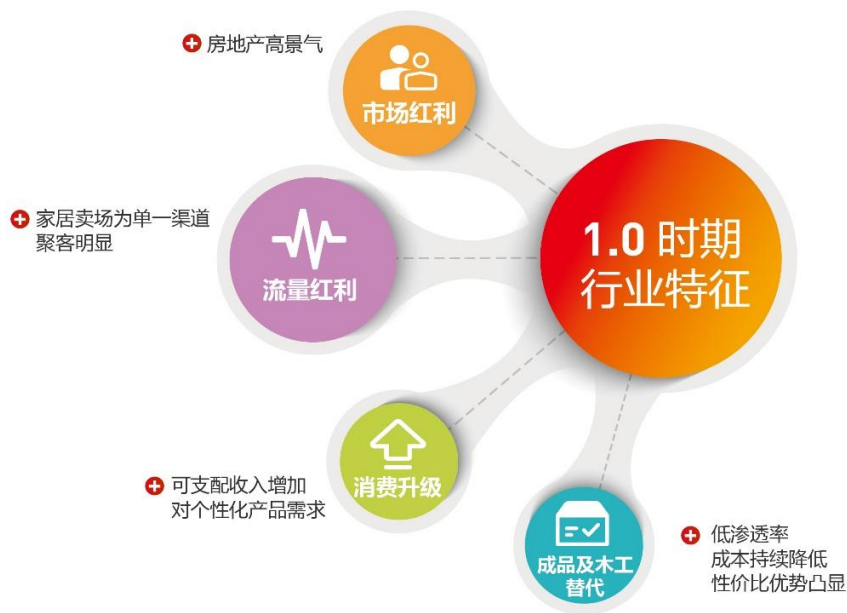 房地产高景气
市场红利
家居卖场为单一渠道
聚客明显
流量红利
1.0 时期
行业特征
可支配收入增加
对个性化产品需求
消费升级
成品及木工
替代
低渗透率
成本持续降低
性价比优势凸显